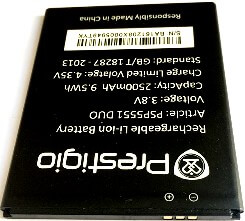 Prestigio
Rechargeable Li-ion Battery
Article: PSP5551 DUO
Voltage: 3.8V
Capacity: 2500mAh 9.5Wh
Charge Limited Volatge: 4.35V
Standard: GB/T 18287- 2013
Responsibly Made in China